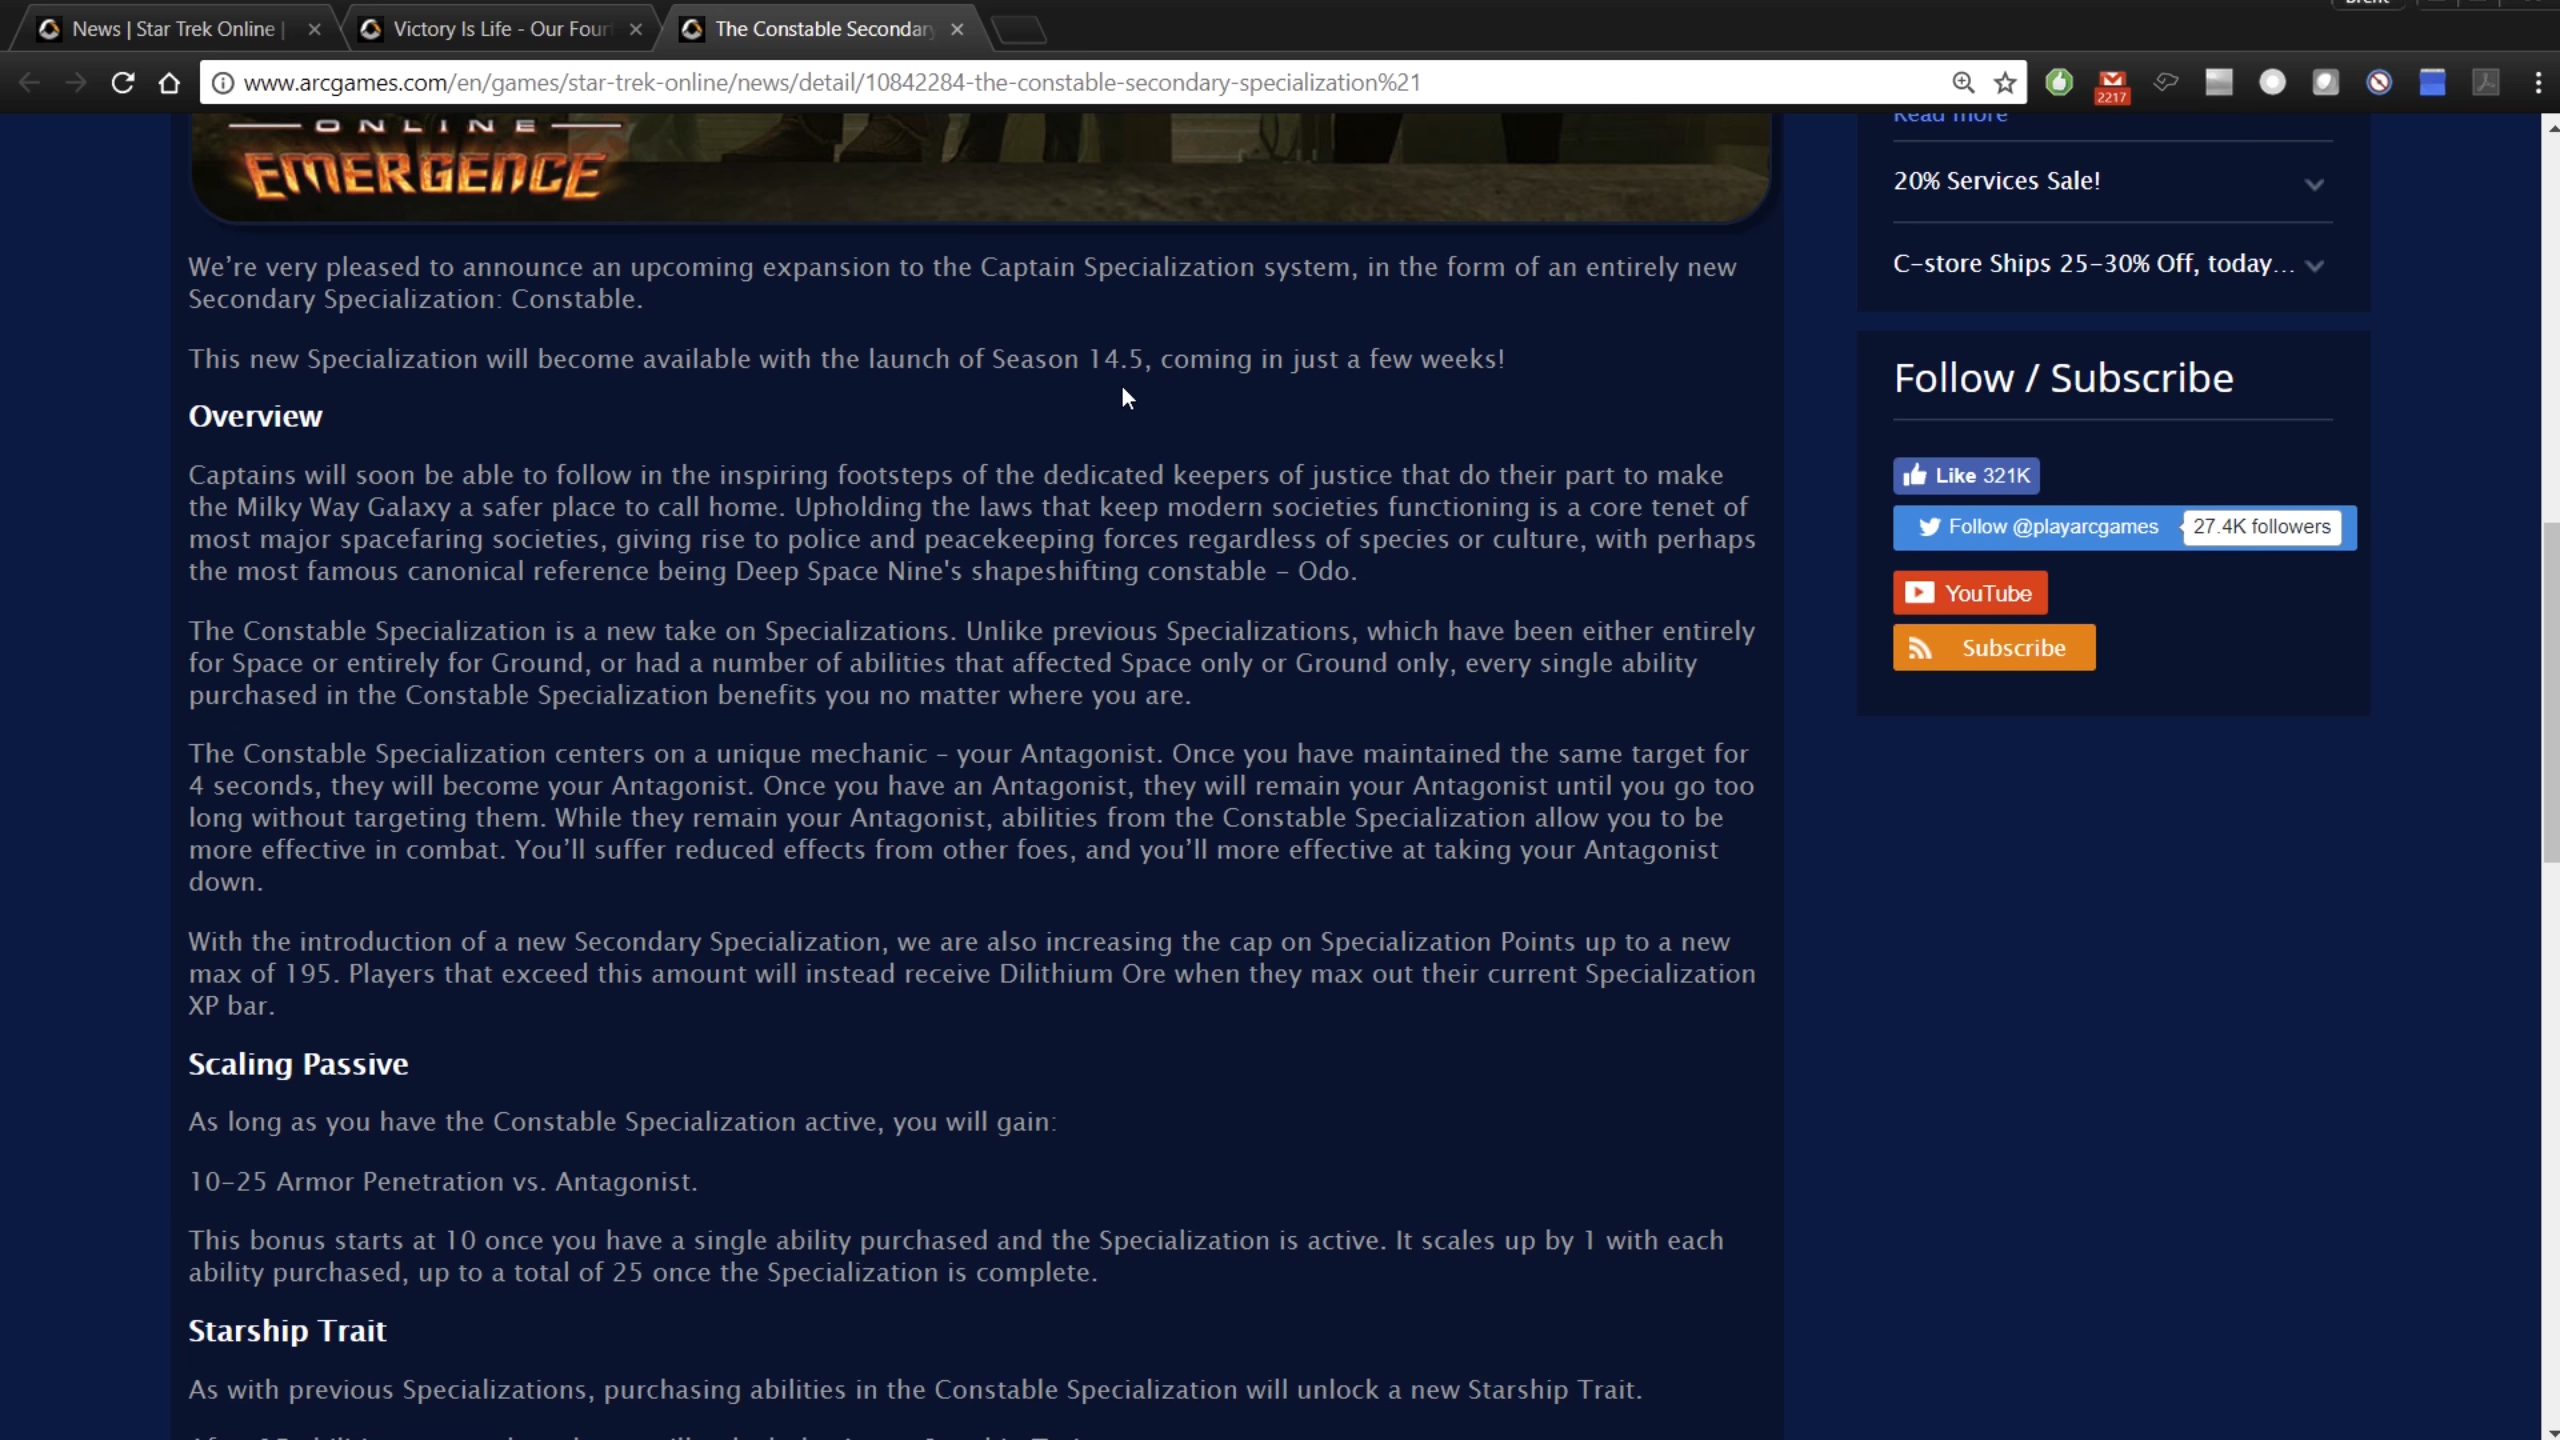 News | Star Trek Online |
Victory Is Life - Our Four
The Constable Secondary
www.arcgames.com/en/games/star-trek-online/news/detail/10842284-the-constable-secondary-specialization%21
2217
ONLINE
EMERGENCE
Read more
20% Services Sale!
C-store Ships 25-30% Off, today...
We’re very pleased to announce an upcoming expansion to the Captain Specialization system, in the form of an entirely new
Secondary Specialization: Constable.
This new Specialization will become available with the launch of Season 14.5, coming in just a few weeks!
Overview
Captains will soon be able to follow in the inspiring footsteps of the dedicated keepers of justice that do their part to make
the Milky Way Galaxy a safer place to call home. Upholding the laws that keep modern societies functioning is a core tenet of
most major spacefaring societies, giving rise to police and peacekeeping forces regardless of species or culture, with perhaps
the most famous canonical reference being Deep Space Nine's shapeshifting constable – Odo.
The Constable Specialization is a new take on Specializations. Unlike previous Specializations, which have been either entirely
for Space or entirely for Ground, or had a number of abilities that affected Space only or Ground only, every single ability
purchased in the Constable Specialization benefits you no matter where you are.
The Constable Specialization centers on a unique mechanic – your Antagonist. Once you have maintained the same target for
4 seconds, they will become your Antagonist. Once you have an Antagonist, they will remain your Antagonist until you go too
long without targeting them. While they remain your Antagonist, abilities from the Constable Specialization allow you to be
more effective in combat. You’ll suffer reduced effects from other foes, and you’ll more effective at taking your Antagonist
down.
With the introduction of a new Secondary Specialization, we are also increasing the cap on Specialization Points up to a new
max of 195. Players that exceed this amount will instead receive Dilithium Ore when they max out their current Specialization
XP bar.
Scaling Passive
As long as you have the Constable Specialization active, you will gain:
10-25 Armor Penetration vs. Antagonist.
This bonus starts at 10 once you have a single ability purchased and the Specialization is active. It scales up by 1 with each
ability purchased, up to a total of 25 once the Specialization is complete.
Starship Trait
As with previous Specializations, purchasing abilities in the Constable Specialization will unlock a new Starship Trait.
Follow / Subscribe
Like 321K
Follow @playarcgames 27.4K followers
YouTube
Subscribe